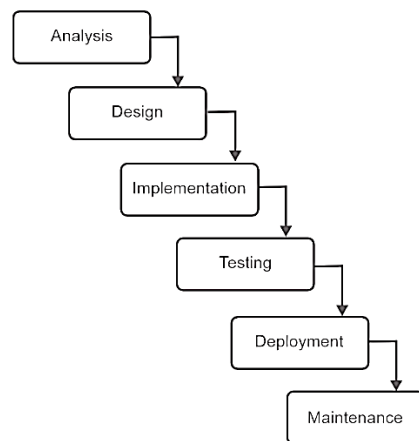 Analysis
Design
Implementation
Testing
Deployment
Maintenance